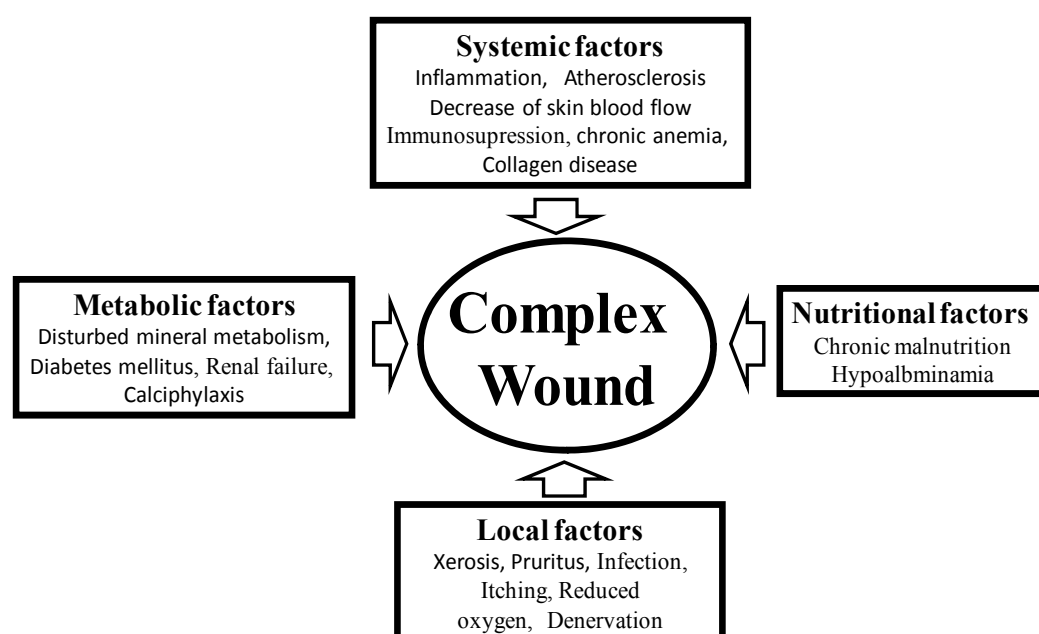 Systemic factors
Inflammation, Atherosclerosis
Decrease of skin blood flow
Immunosupression, chronic anemia,
Collagen disease
Metabolic factors
Disturbed mineral metabolism,
Diabetes mellitus, Renal failure,
Calciphylaxis
Complex
Wound
Nutritional factors
Chronic malnutrition
Hypoalbminamia
Local factors
Xerosis, Pruritus, Infection,
Itching, Reduced
oxygen, Denervation